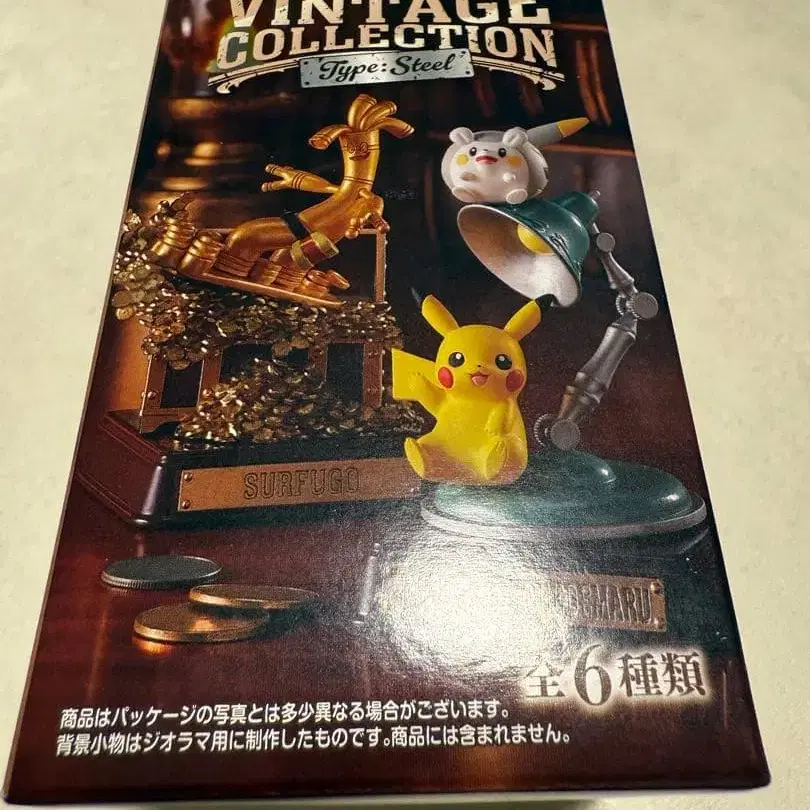 VINTAGE
COLLECTION
Type:Steel
SURFUGO
全6種類
商品はパッケージの写真とは多少異なる場合がございます。
背景小物はジオラマ用に制作したものです。商品には含まれません。